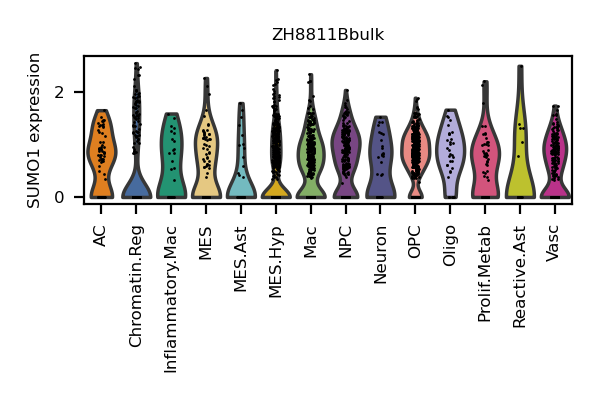 ZH8811Bbulk
SUMO1 expression
2
0
AC
Chromatin.Reg
Inflammatory.Mac
MES
MES.Ast
MES.Hyp
Mac
NPC
Neuron
OPC
Oligo
Prolif.Metab
Reactive.Ast
Vasc